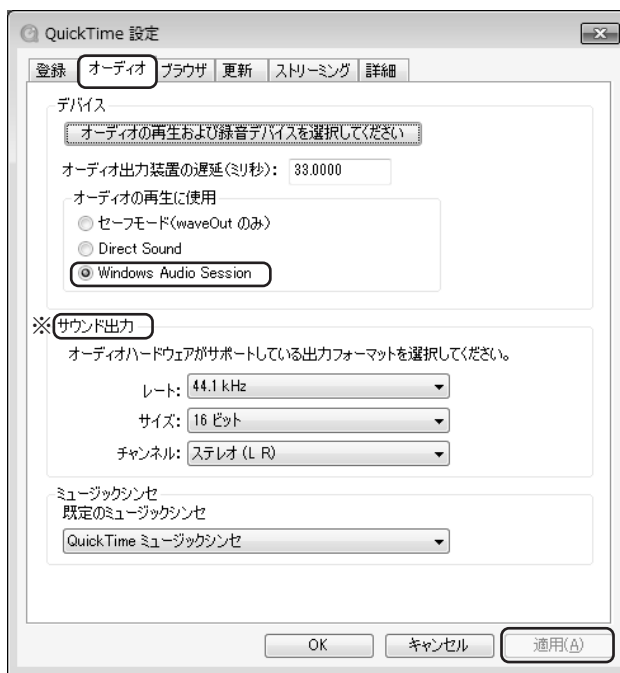 QuickTime 設定
登録 オーディオ ブラウザ 更新 ストリーミング 詳細
デバイス
オーディオの再生および録音デバイスを選択してください
オーディオ出力装置の遅延(ミリ秒): 33.0000
オーディオの再生に使用
セーフモード(waveOut のみ)
Direct Sound
Windows Audio Session
※サウンド出力
オーディオハードウェアがサポートしている出力フォーマットを選択してください。
レート: 44.1 kHz
サイズ: 16 ビット
チャンネル: ステレオ (L R)
ミュージックシンセ
既定のミュージックシンセ
QuickTime ミュージックシンセ
OK キャンセル 適用(A)